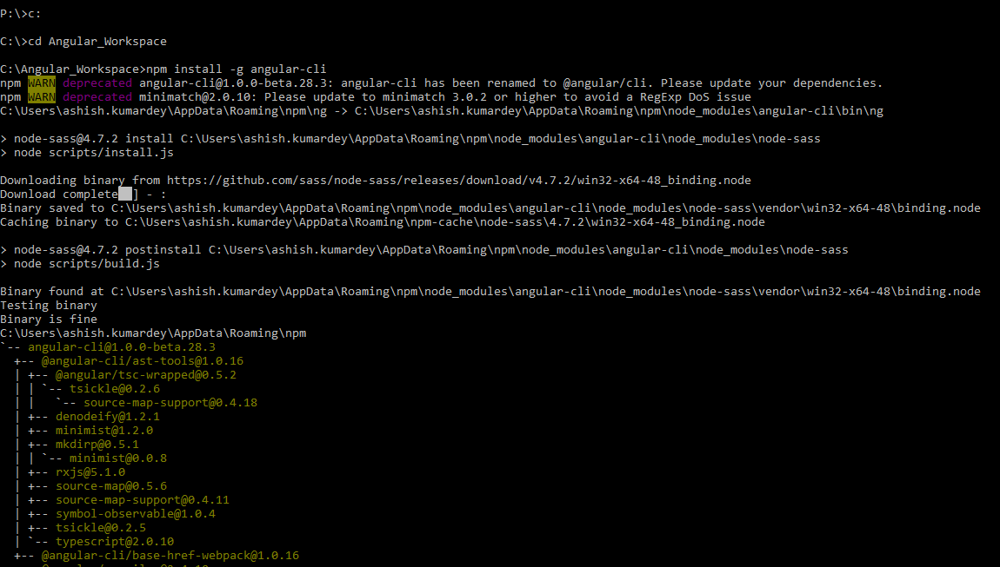 P:\>c:
C:\>cd Angular_Workspace
C:\Angular_Workspace>npm install -g angular-cli
npm WARN deprecated angular-cli@1.0.0-beta.28.3: angular-cli has been renamed to @angular/cli. Please update your dependencies.
npm WARN deprecated minimatch@2.0.10: Please update to minimatch 3.0.2 or higher to avoid a RegExp DoS issue
C:\Users\ashish.kumardey\AppData\Roaming\npm\ng -> C:\Users\ashish.kumardey\AppData\Roaming\npm\node_modules\angular-cli\bin\ng
> node-sass@4.7.2 install C:\Users\ashish.kumardey\AppData\Roaming\npm\node_modules\angular-cli\node_modules\node-sass
> node scripts/install.js
Downloading binary from https://github.com/sass/node-sass/releases/download/v4.7.2/win32-x64-48_binding.node
Download complete ] - :
Binary saved to C:\Users\ashish.kumardey\AppData\Roaming\npm\node_modules\angular-cli\node_modules\node-sass\vendor\win32-x64-48\binding.node
Caching binary to C:\Users\ashish.kumardey\AppData\Roaming\npm-cache\node-sass\4.7.2\win32-x64-48_binding.node
> node-sass@4.7.2 postinstall C:\Users\ashish.kumardey\AppData\Roaming\npm\node_modules\angular-cli\node_modules\node-sass
> node scripts/build.js
Binary found at C:\Users\ashish.kumardey\AppData\Roaming\npm\node_modules\angular-cli\node_modules\node-sass\vendor\win32-x64-48\binding.node
Testing binary
Binary is fine
C:\Users\ashish.kumardey\AppData\Roaming\npm
`-- angular-cli@1.0.0-beta.28.3
  +-- @angular-cli/ast-tools@1.0.16
  | +-- @angular/tsc-wrapped@0.5.2
  | | `-- tsickle@0.2.6
  | |   `-- source-map-support@0.4.18
  | +-- denodeify@1.2.1
  | +-- minimist@1.2.0
  | +-- mkdirp@0.5.1
  | | `-- minimist@0.0.8
  | +-- rxjs@5.1.0
  | +-- source-map@0.5.6
  | +-- source-map-support@0.4.11
  | +-- symbol-observable@1.0.4
  | +-- tsickle@0.2.5
  | `-- typescript@2.0.10
  +-- @angular-cli/base-href-webpack@1.0.16